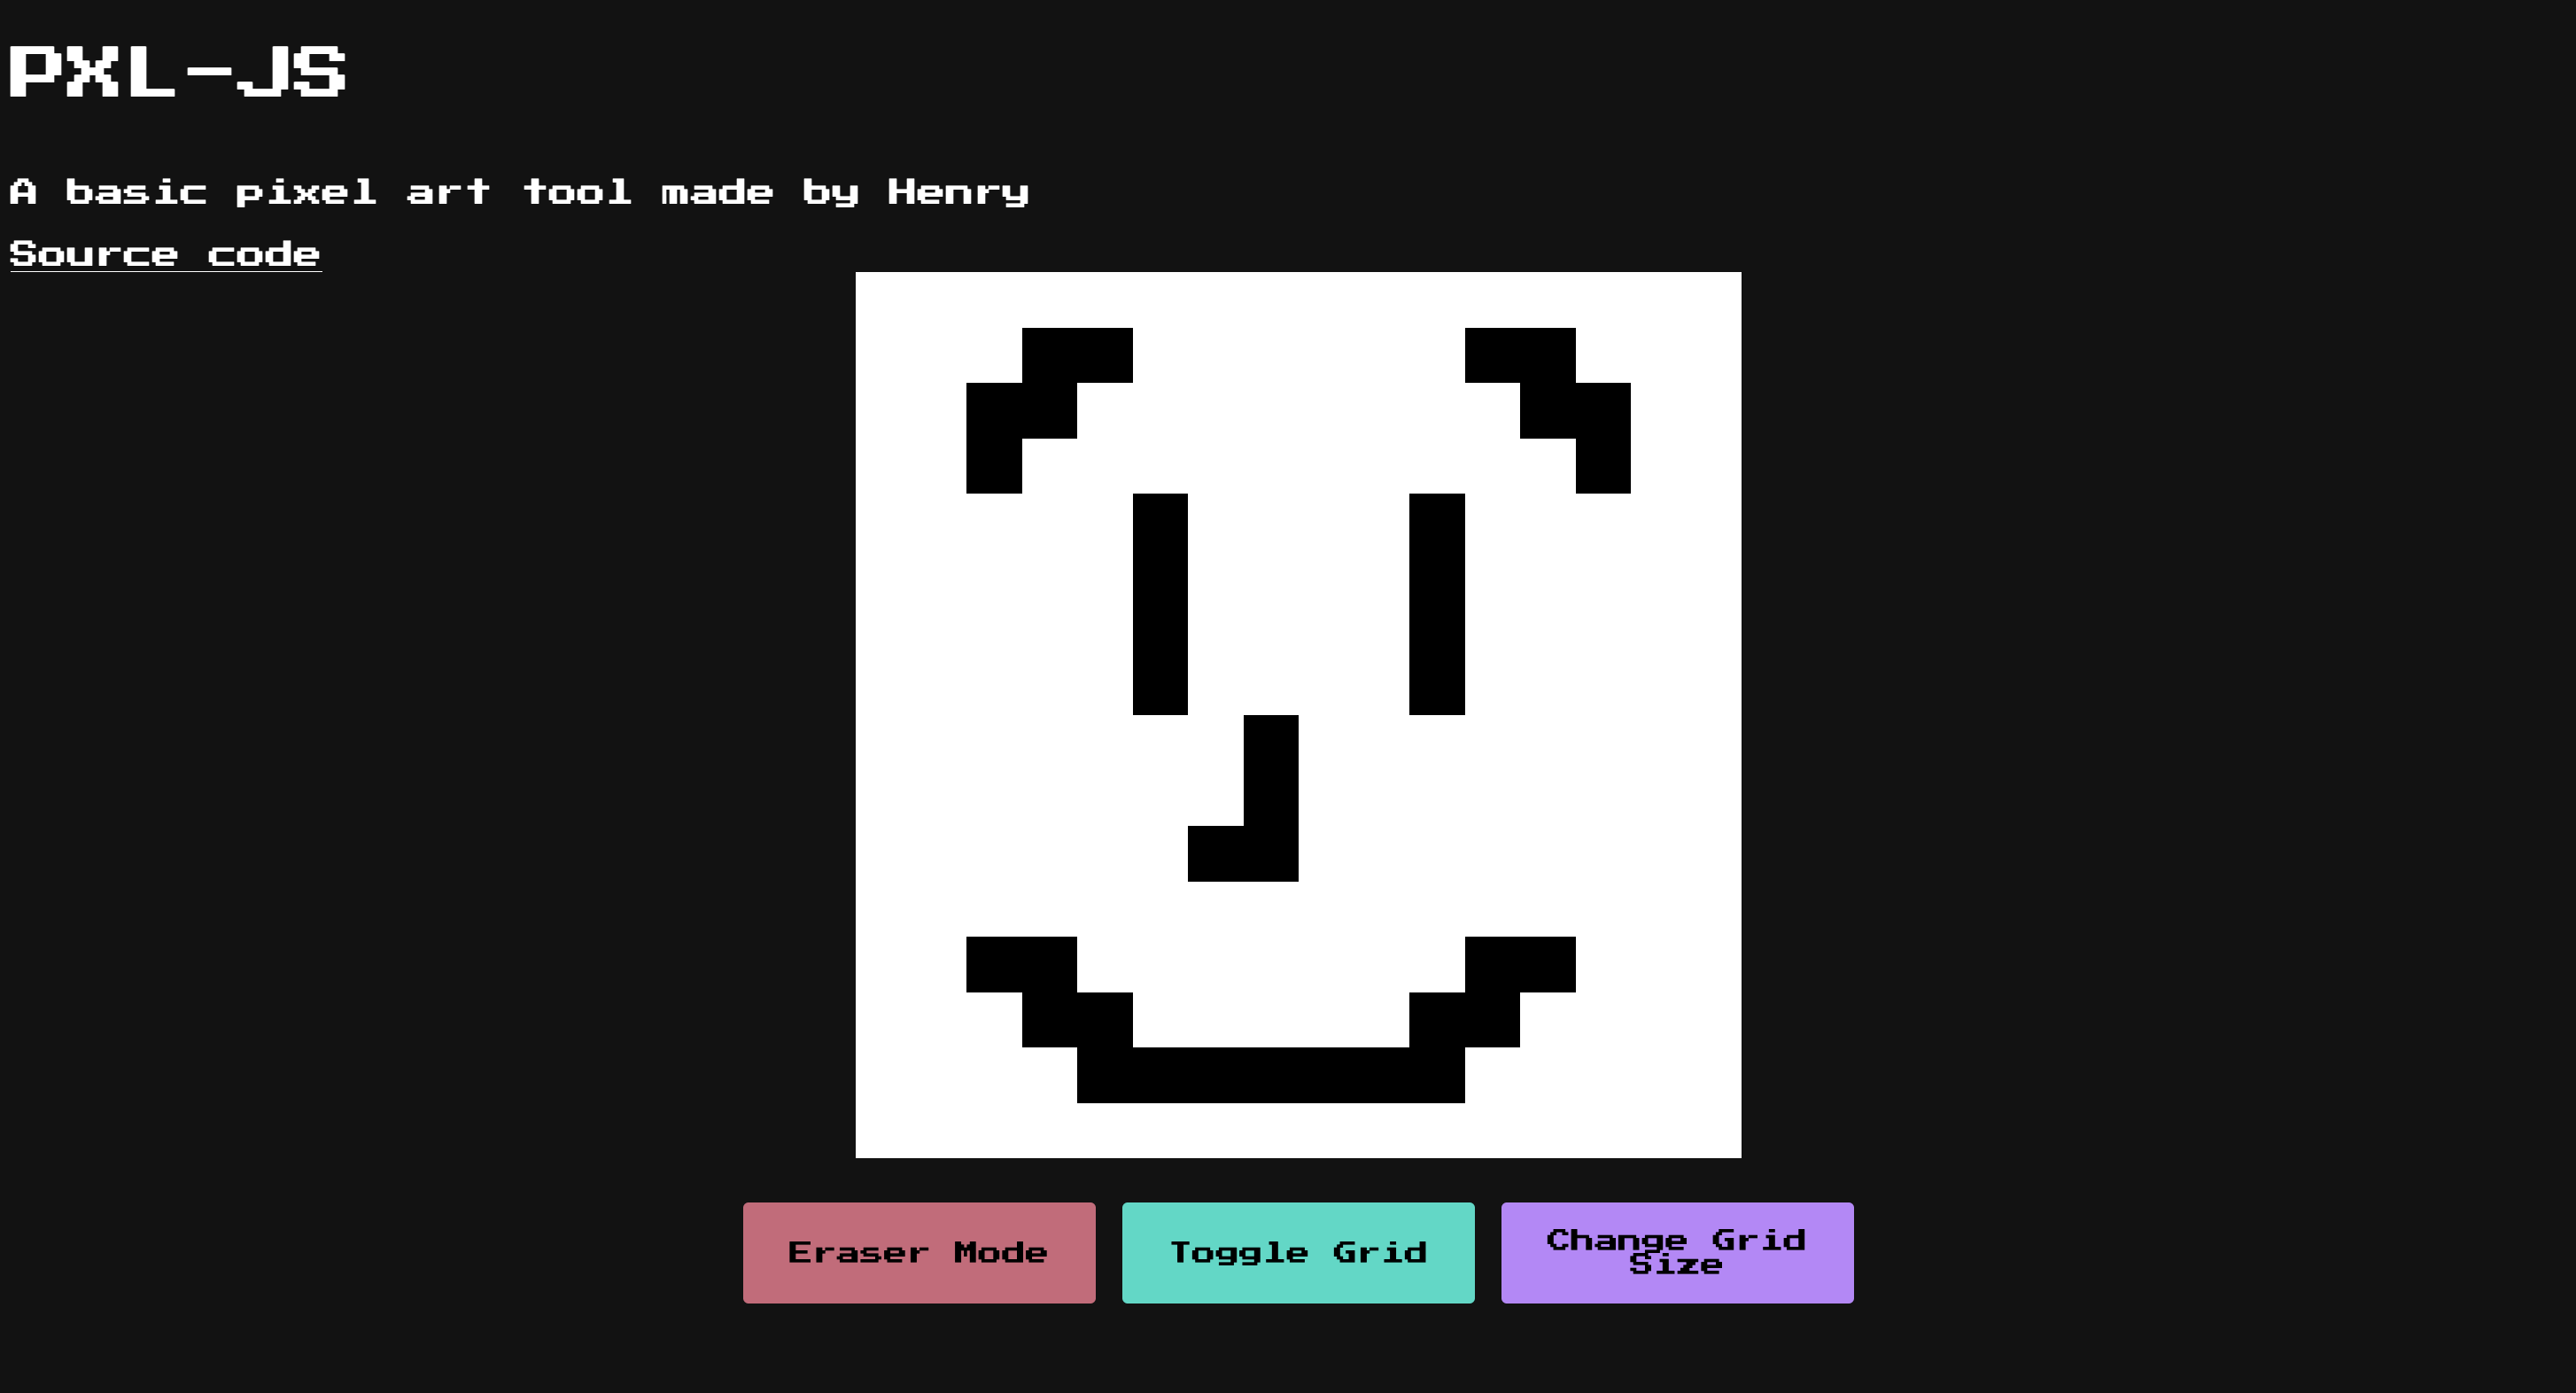 PXL-JS
A basic pixel art tool made by Henry
Source code
Eraser Mode
Toggle Grid
Change Grid
Size